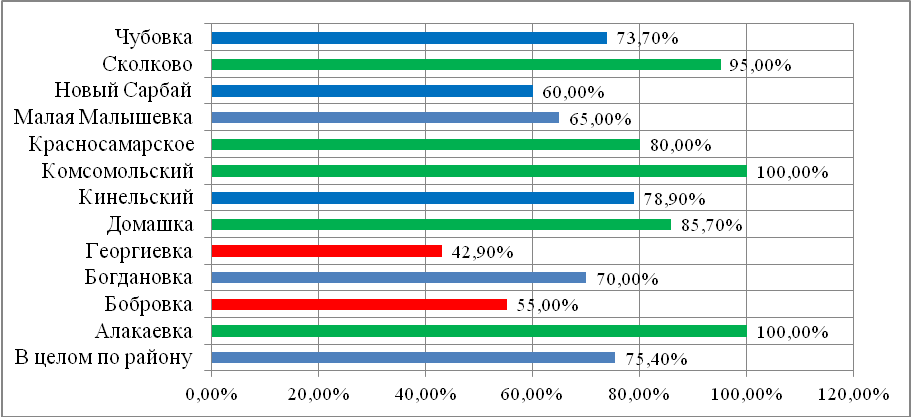 Чубовка 73,70%
Сколково 95,00%
Новый Сарбай 60,00%
Малая Малышевка 65,00%
Красносамарское 80,00%
Комсомольский 100,00%
Кинельский 78,90%
Домашка 85,70%
Георгиевка 42,90%
Богдановка 70,00%
Бобровка 55,00%
Алакаевка 100,00%
В целом по району 75,40%
0,00% 20,00% 40,00% 60,00% 80,00% 100,00% 120,00%